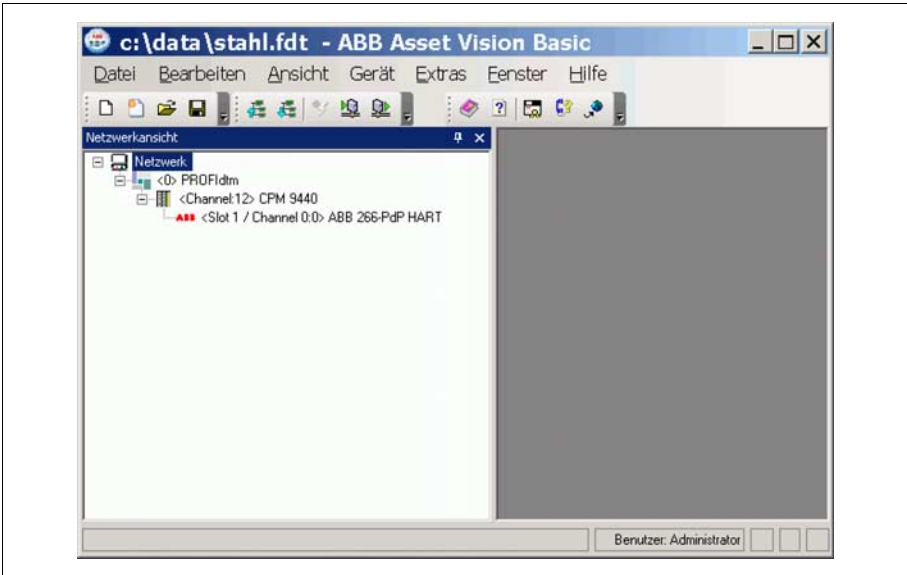 c:\data\stahl.fdt - ABB Asset Vision Basic
Datei Bearbeiten Ansicht Gerät Extras Fenster Hilfe
Netzwerkansicht
Netzwerk
<0> PROFIdtm
<Channel:12> CPM 9440
ABB <Slot 1 / Channel 0:0> ABB 266-PdP HART
Benutzer: Administrator